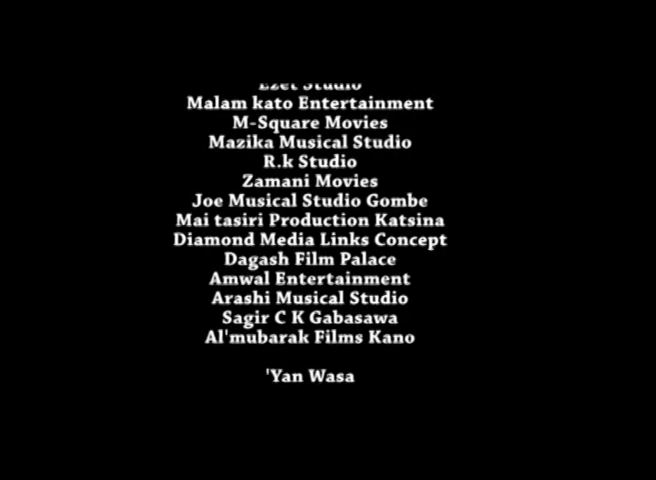 Malam kato Entertainment
M-Square Movies
Mazika Musical Studio
R.k Studio
Zamani Movies
Joe Musical Studio Gombe
Mai tasiri Production Katsina
Diamond Media Links Concept
Dagash Film Palace
Amwal Entertainment
Arashi Musical Studio
Sagir C K Gabasawa
Al'mubarak Films Kano
'Yan Wasa